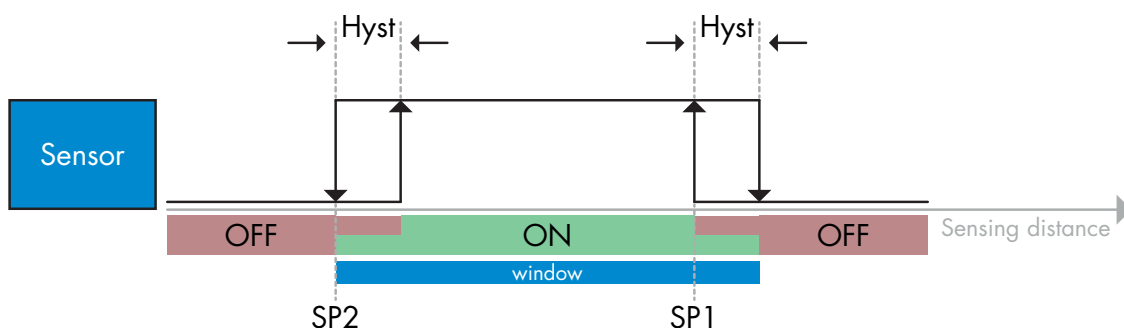 Hyst
Hyst
Sensor
OFF
ON
OFF
Sensing distance
window
SP2
SP1